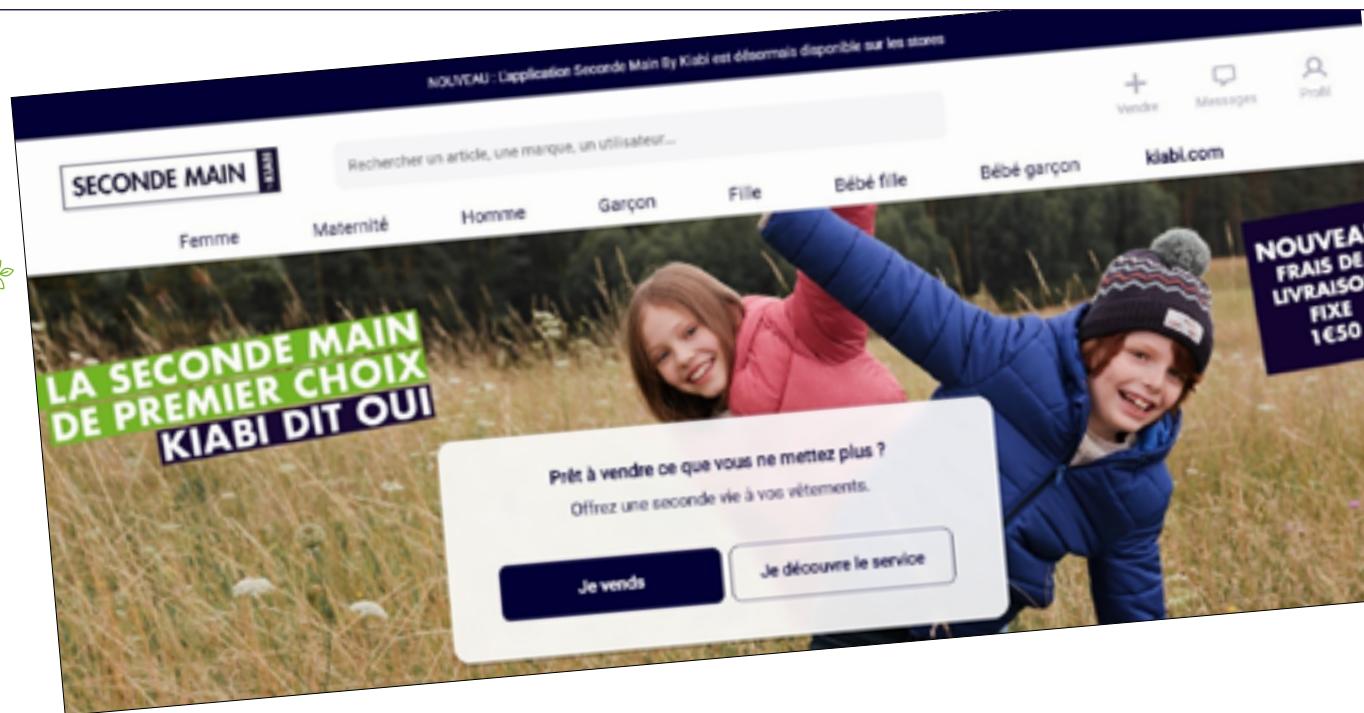 NOUVEAU : L'application Seconde Main By Kiabi est désormais disponible sur les stores
SECONDE MAIN
KIABI
Rechercher un article, une marque, un utilisateur...
Vendre
Messages
Profil
Femme
Maternité
Homme
Garçon
Fille
Bébé fille
Bébé garçon
kiabi.com
LA SECONDE MAIN
DE PREMIER CHOIX
KIABI DIT OUI
NOUVEA
FRAIS DE
LIVRAISO
FIXE
1€50
Prêt à vendre ce que vous ne mettez plus ?
Offrez une seconde vie à vos vêtements.
Je vends
Je découvre le service